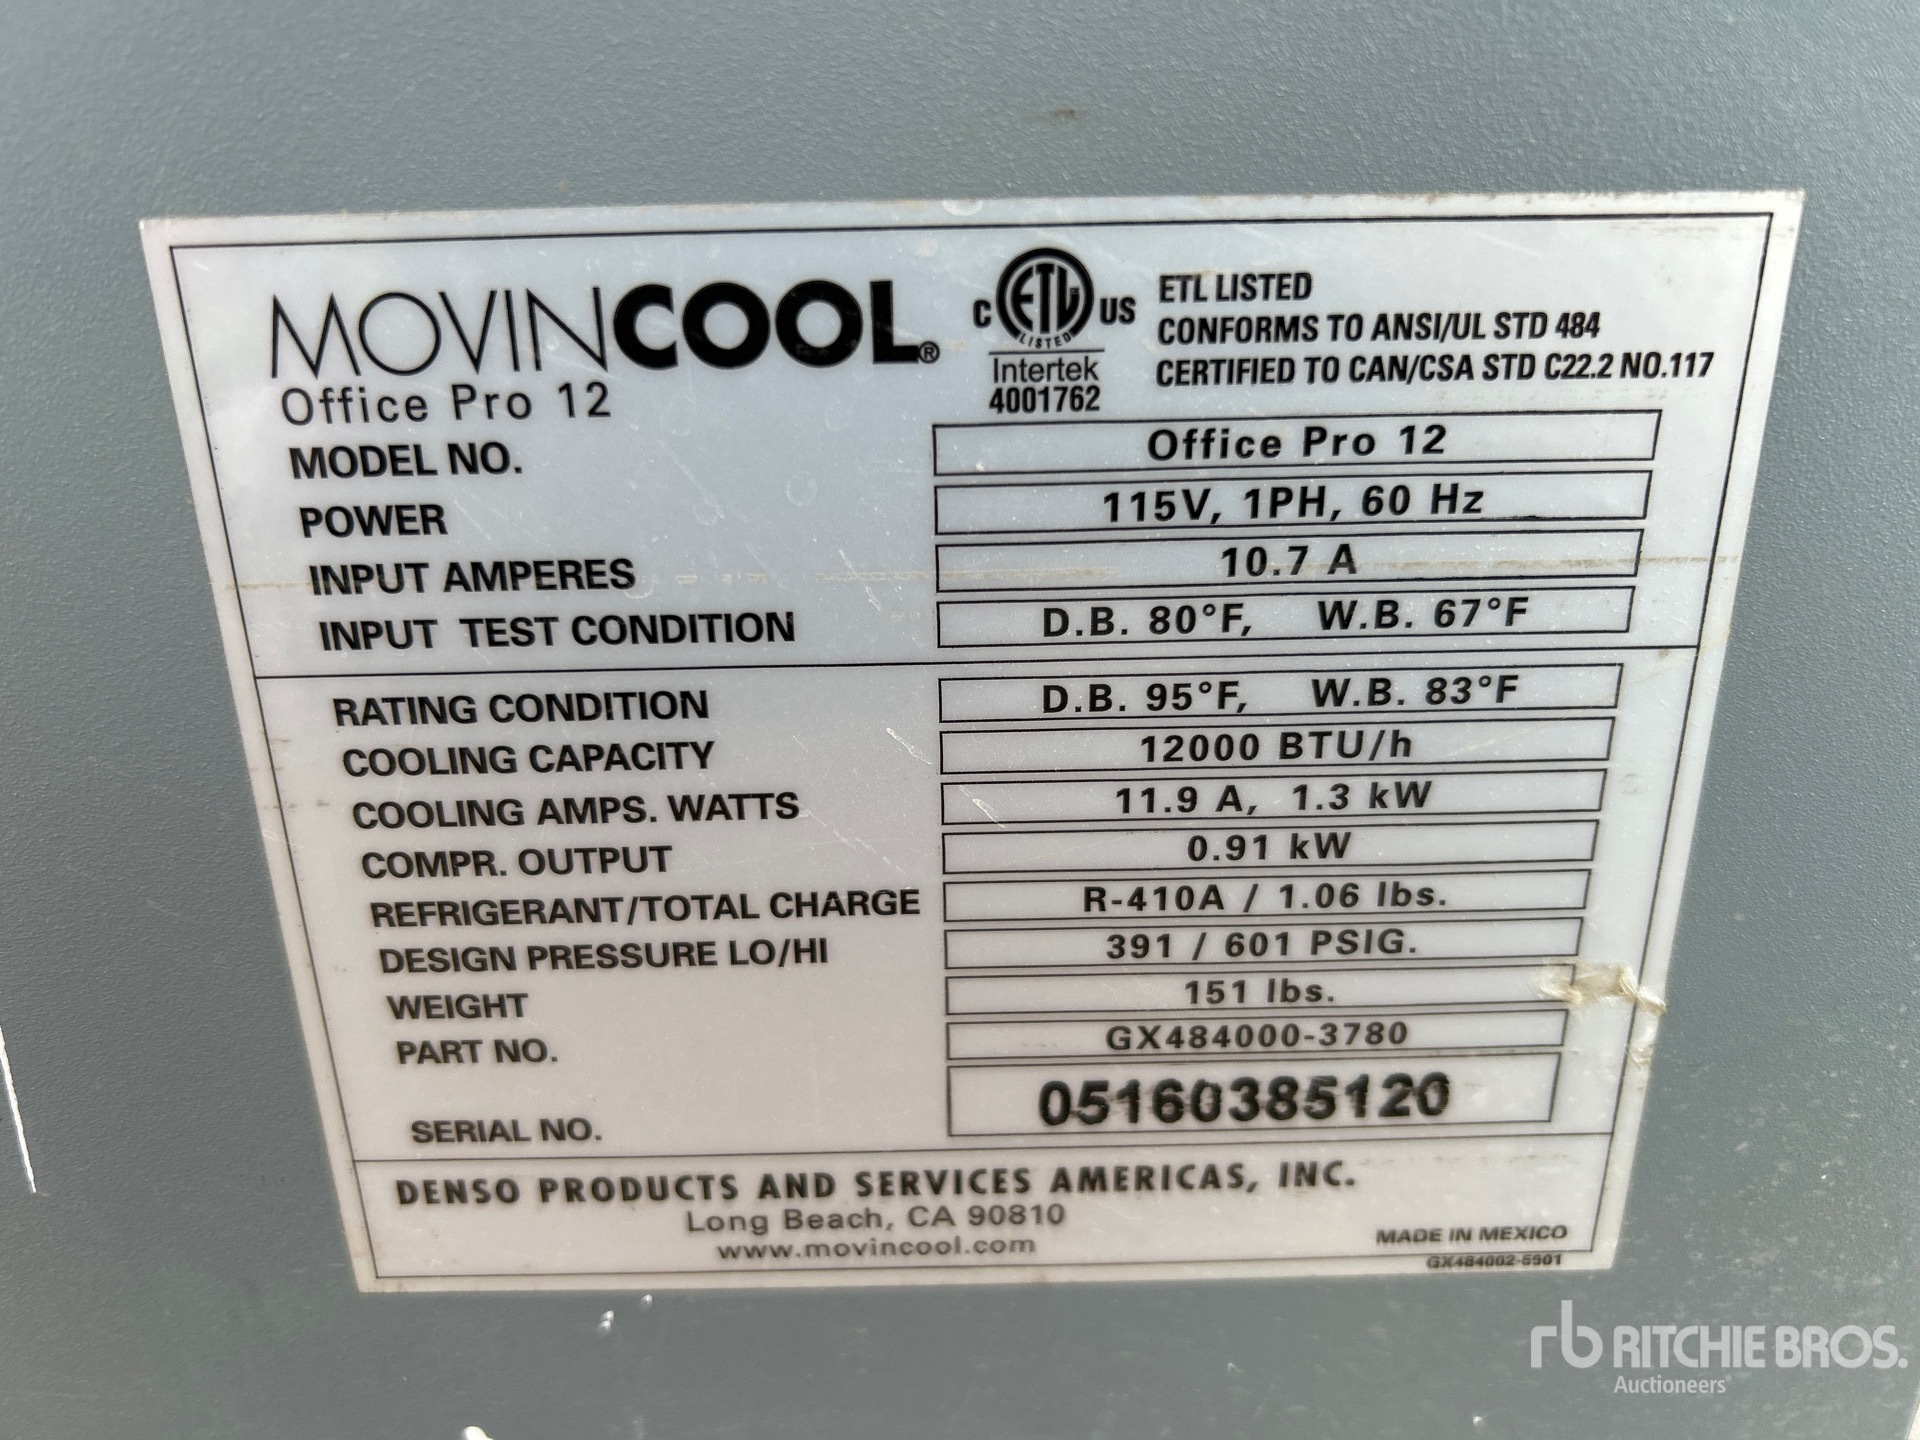 MOVINCOOL®
Office Pro 12
C ETL US
LISTED
Intertek
4001762
ETL LISTED
CONFORMS TO ANSI/UL STD 484
CERTIFIED TO CAN/CSA STD C22.2 NO.117
MODEL NO. Office Pro 12
POWER 115V, 1PH, 60 Hz
INPUT AMPERES 10.7 A
INPUT TEST CONDITION D.B. 80°F, W.B. 67°F
RATING CONDITION D.B. 95°F, W.B. 83°F
COOLING CAPACITY 12000 BTU/h
COOLING AMPS. WATTS 11.9 A, 1.3 kW
COMPR. OUTPUT 0.91 kW
REFRIGERANT/TOTAL CHARGE R-410A / 1.06 lbs.
DESIGN PRESSURE LO/HI 391 / 601 PSIG.
WEIGHT 151 lbs.
PART NO. GX484000-3780
SERIAL NO. 05160385120
DENSO PRODUCTS AND SERVICES AMERICAS, INC.
Long Beach, CA 90810
www.movincool.com
MADE IN MEXICO
GX484002-5901
rb RITCHIE BROS.
Auctioneers